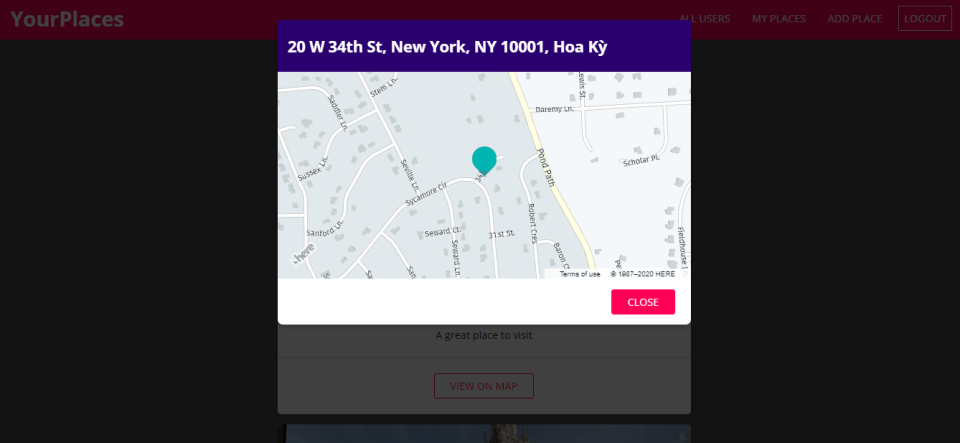 YourPlaces
ALL USERS MY PLACES ADD PLACE LOGOUT
20 W 34th St, New York, NY 10001, Hoa Kỳ
Stem Ln.
Saddler Ln.
Sussex Ln.
Seville Ln.
Sycamore Cir
Sanford Ln.
Seward Ct.
Seward Ln.
31st St.
Robert Cres
Baron C
Pond Path
Daremy Ln.
Lewis St.
Scholar PL
Fieldhouse
here
Terms of use © 1987–2020 HERE
CLOSE
A great place to visit
VIEW ON MAP